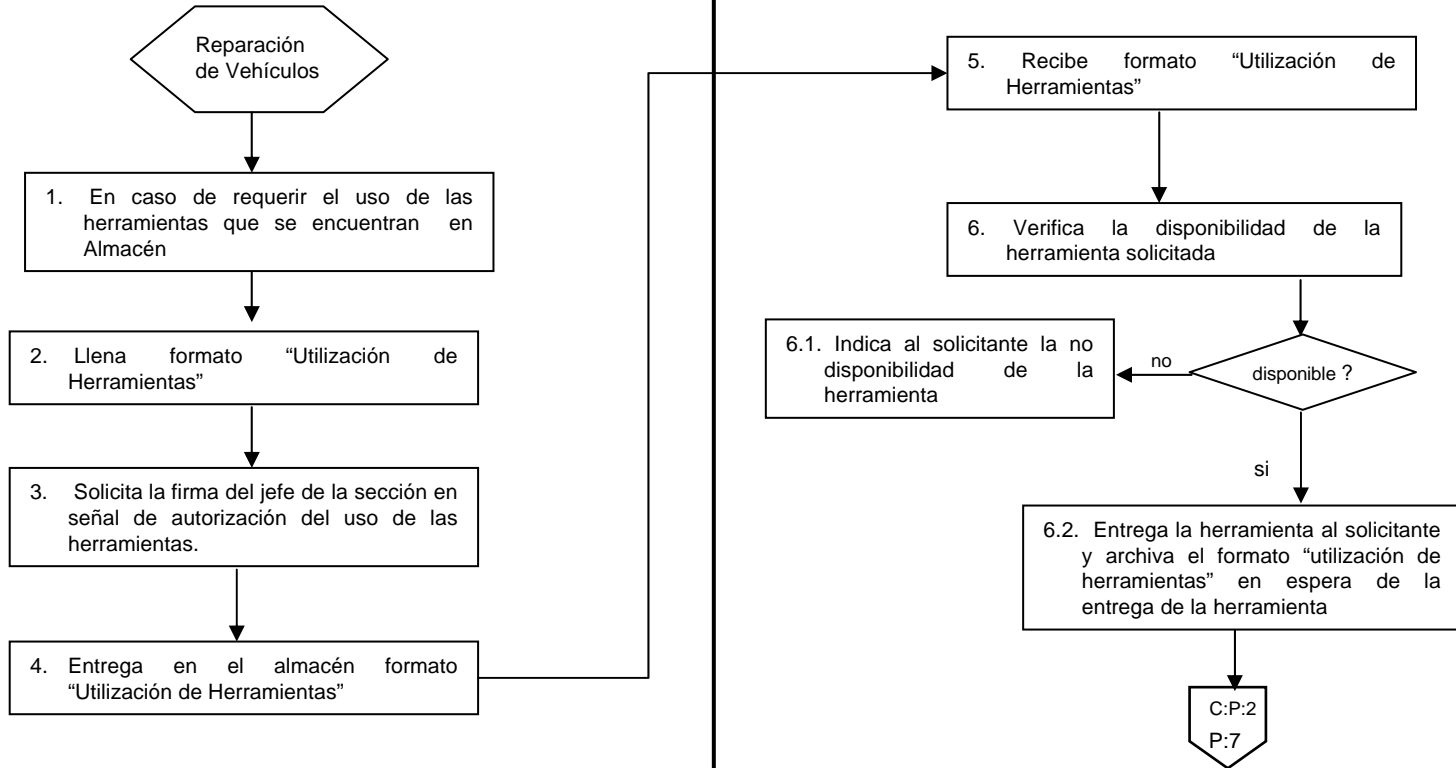 Reparación
de Vehículos
1. En caso de requerir el uso de las
herramientas que se encuentran en
Almacén
2. Llena formato “Utilización de
Herramientas”
3. Solicita la firma del jefe de la sección en
señal de autorización del uso de las
herramientas.
4. Entrega en el almacén formato
“Utilización de Herramientas”
5. Recibe formato “Utilización de
Herramientas”
6. Verifica la disponibilidad de la
herramienta solicitada
disponible ?
no
6.1. Indica al solicitante la no
disponibilidad de la
herramienta
si
6.2. Entrega la herramienta al solicitante
y archiva el formato “utilización de
herramientas” en espera de la
entrega de la herramienta
C:P:2
P:7